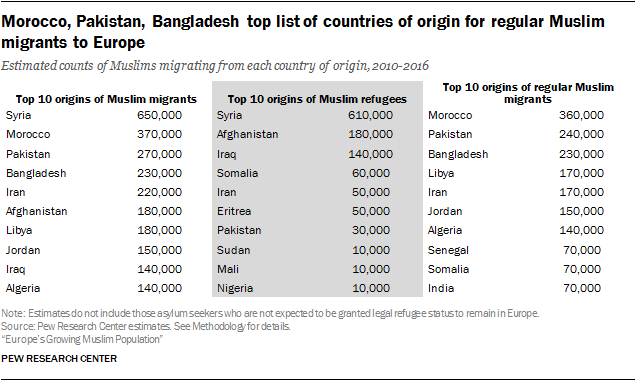 Morocco, Pakistan, Bangladesh top list of countries of origin for regular Muslim
migrants to Europe
Estimated counts of Muslims migrating from each country of origin, 2010-2016
Top 10 origins of Muslim migrants
Syria 650,000
Morocco 370,000
Pakistan 270,000
Bangladesh 230,000
Iran 220,000
Afghanistan 180,000
Libya 180,000
Jordan 150,000
Iraq 140,000
Algeria 140,000
Top 10 origins of Muslim refugees
Syria 610,000
Afghanistan 180,000
Iraq 140,000
Somalia 60,000
Iran 50,000
Eritrea 50,000
Pakistan 30,000
Sudan 10,000
Mali 10,000
Nigeria 10,000
Top 10 origins of regular Muslim
migrants
Morocco 360,000
Pakistan 240,000
Bangladesh 230,000
Libya 170,000
Iran 170,000
Jordan 150,000
Algeria 140,000
Senegal 70,000
Somalia 70,000
India 70,000
Note: Estimates do not include those asylum seekers who are not expected to be granted legal refugee status to remain in Europe.
Source: Pew Research Center estimates. See Methodology for details.
“Europe’s Growing Muslim Population”
PEW RESEARCH CENTER